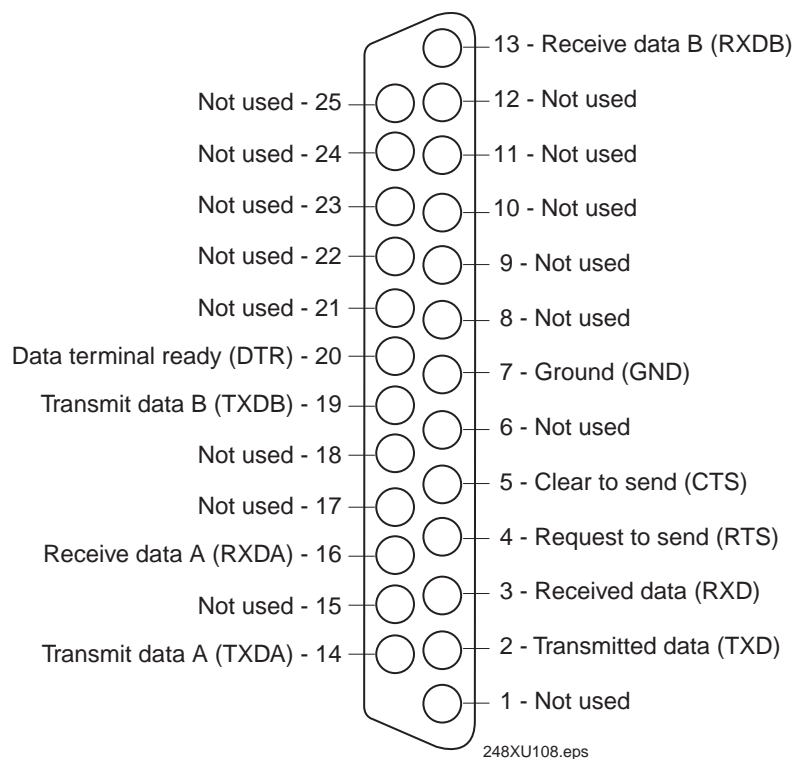 13 - Receive data B (RXDB)
Not used - 25
12 - Not used
Not used - 24
11 - Not used
Not used - 23
10 - Not used
Not used - 22
9 - Not used
Not used - 21
8 - Not used
Data terminal ready (DTR) - 20
7 - Ground (GND)
Transmit data B (TXDB) - 19
6 - Not used
Not used - 18
5 - Clear to send (CTS)
Not used - 17
4 - Request to send (RTS)
Receive data A (RXDA) - 16
3 - Received data (RXD)
Not used - 15
2 - Transmitted data (TXD)
Transmit data A (TXDA) - 14
1 - Not used
248XU108.eps